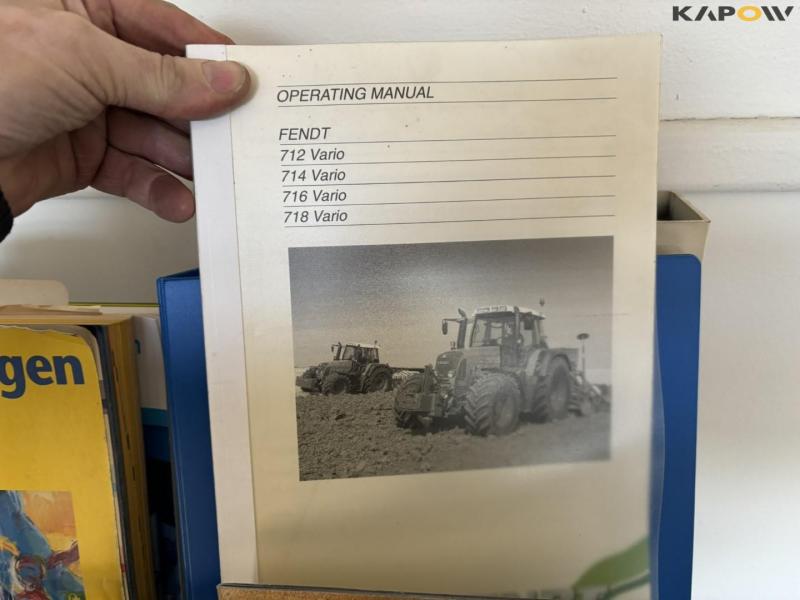 KAPOW
OPERATING MANUAL
FENDT
712 Vario
714 Vario
716 Vario
718 Vario
gen